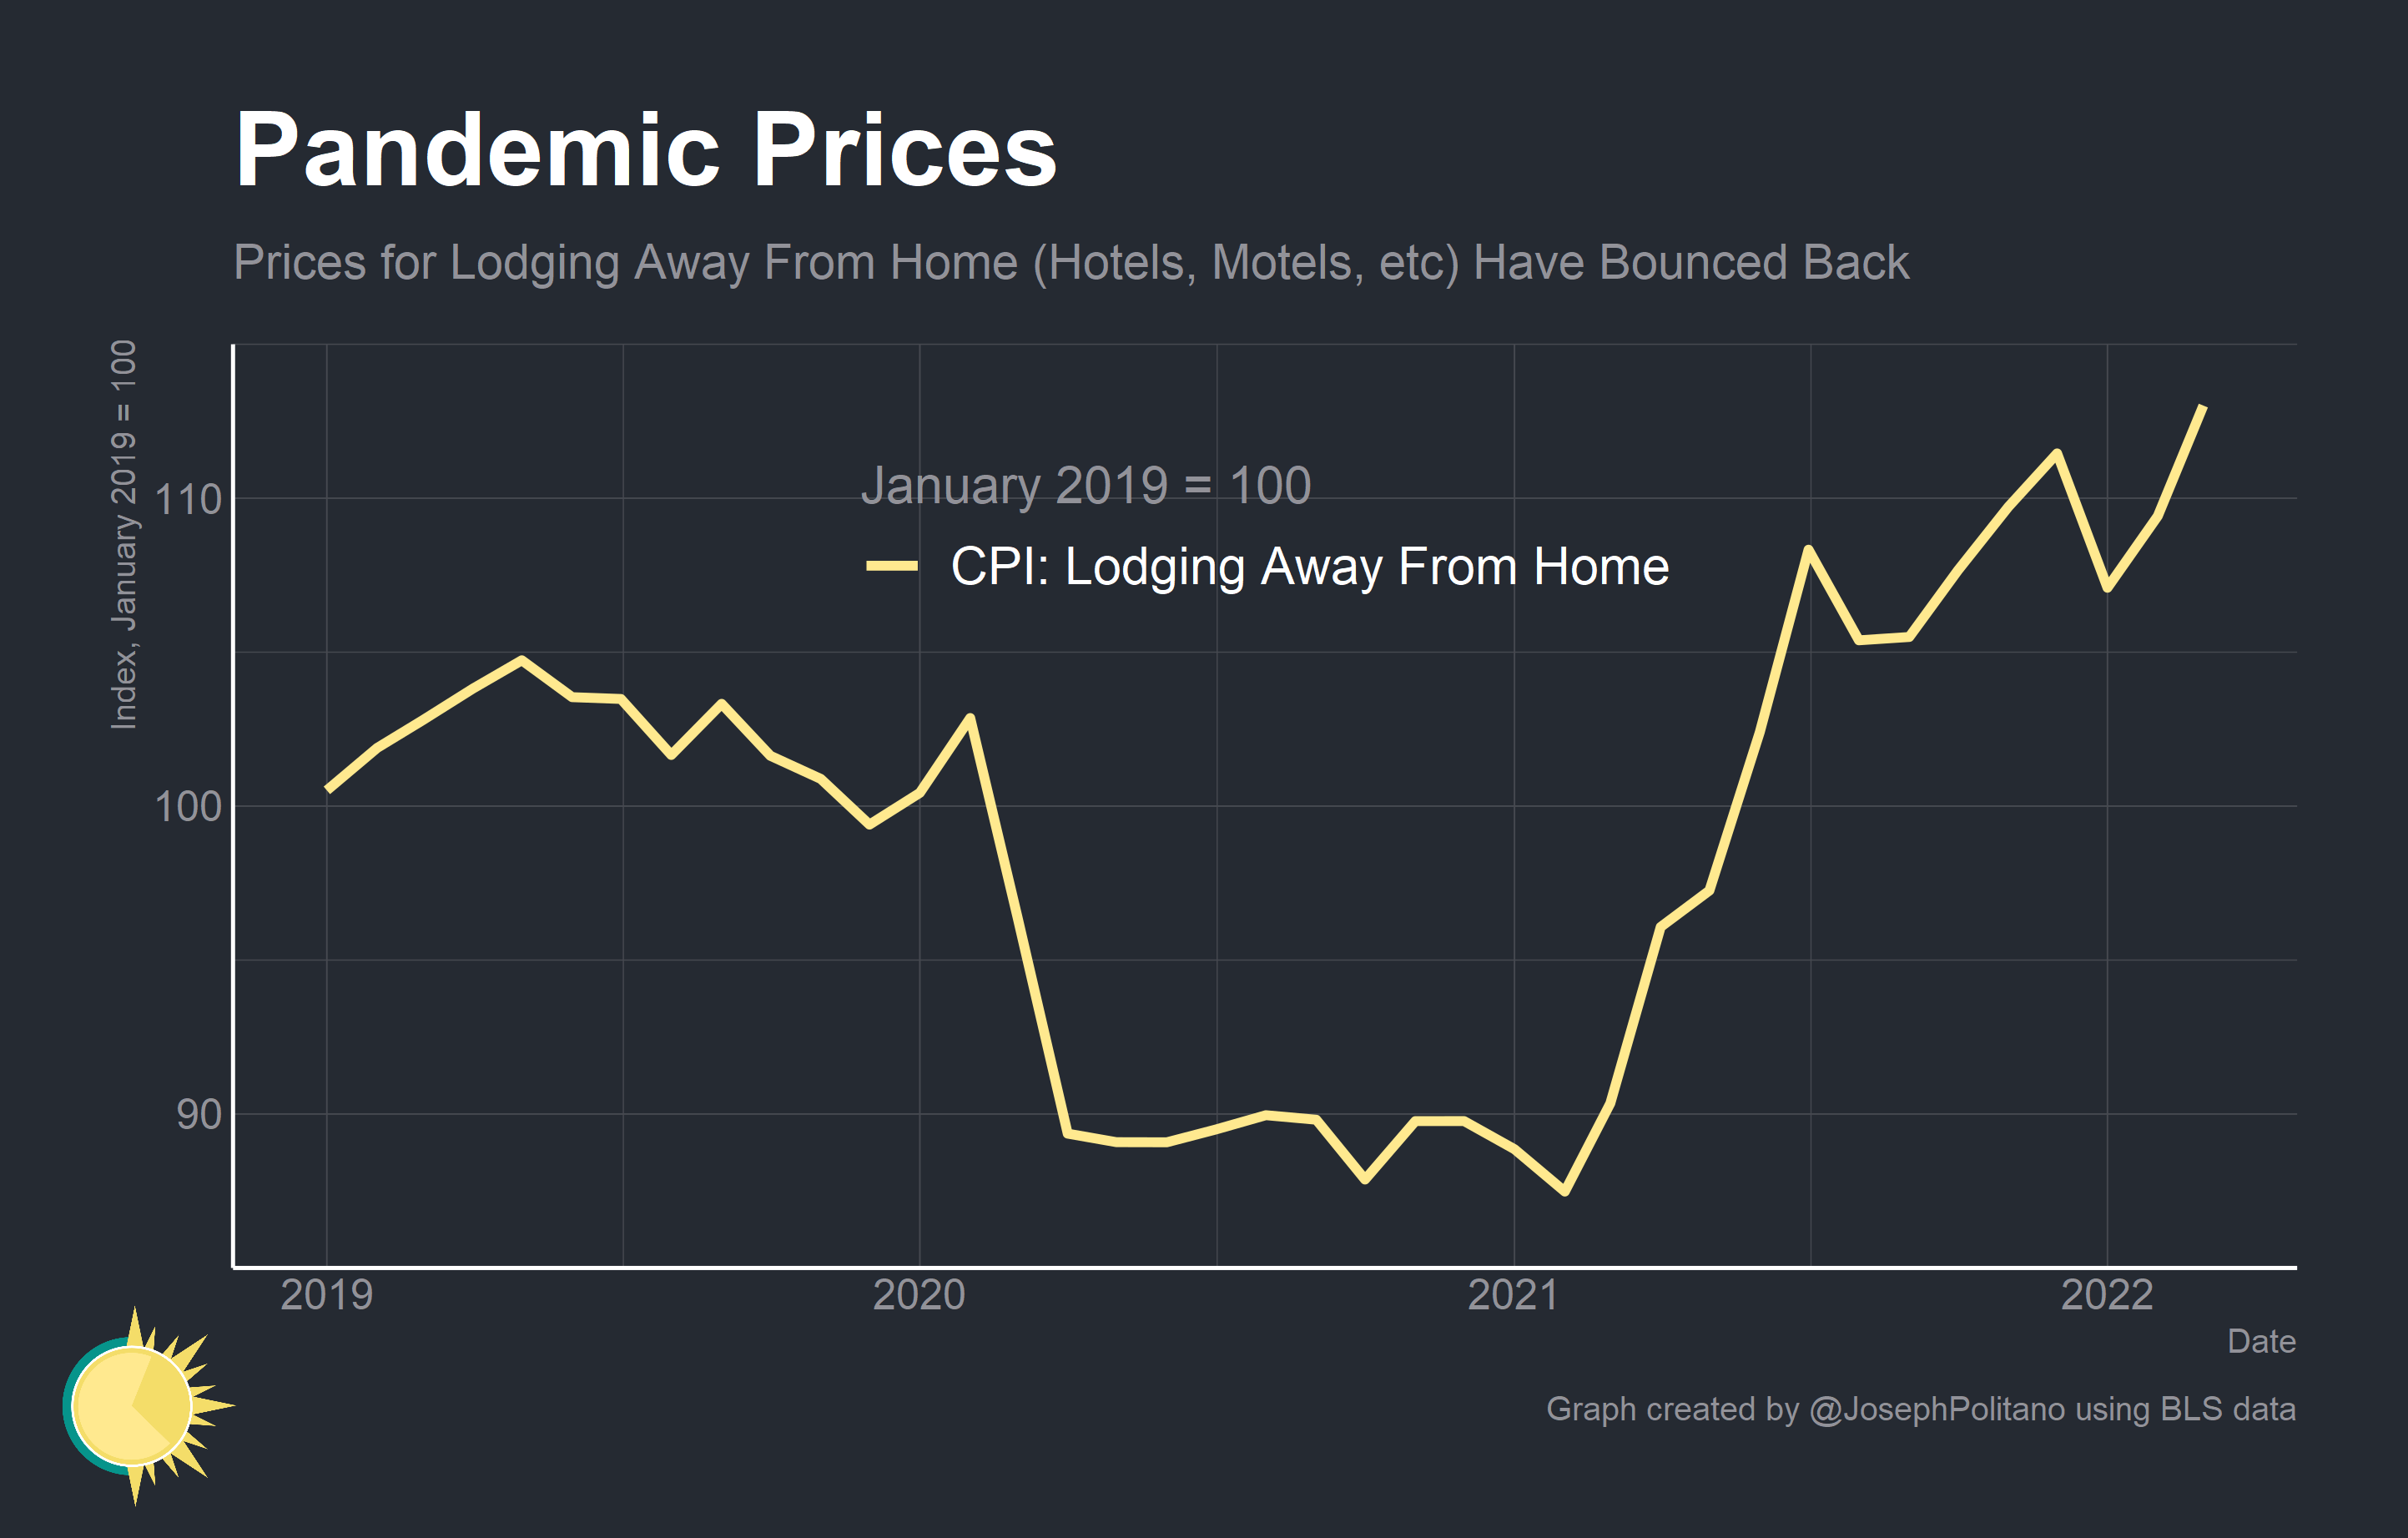 Pandemic Prices
Prices for Lodging Away From Home (Hotels, Motels, etc) Have Bounced Back
Index, January 2019 = 100
January 2019 = 100
CPI: Lodging Away From Home
110
100
90
2019 2020 2021 2022
Date
Graph created by @JosephPolitano using BLS data